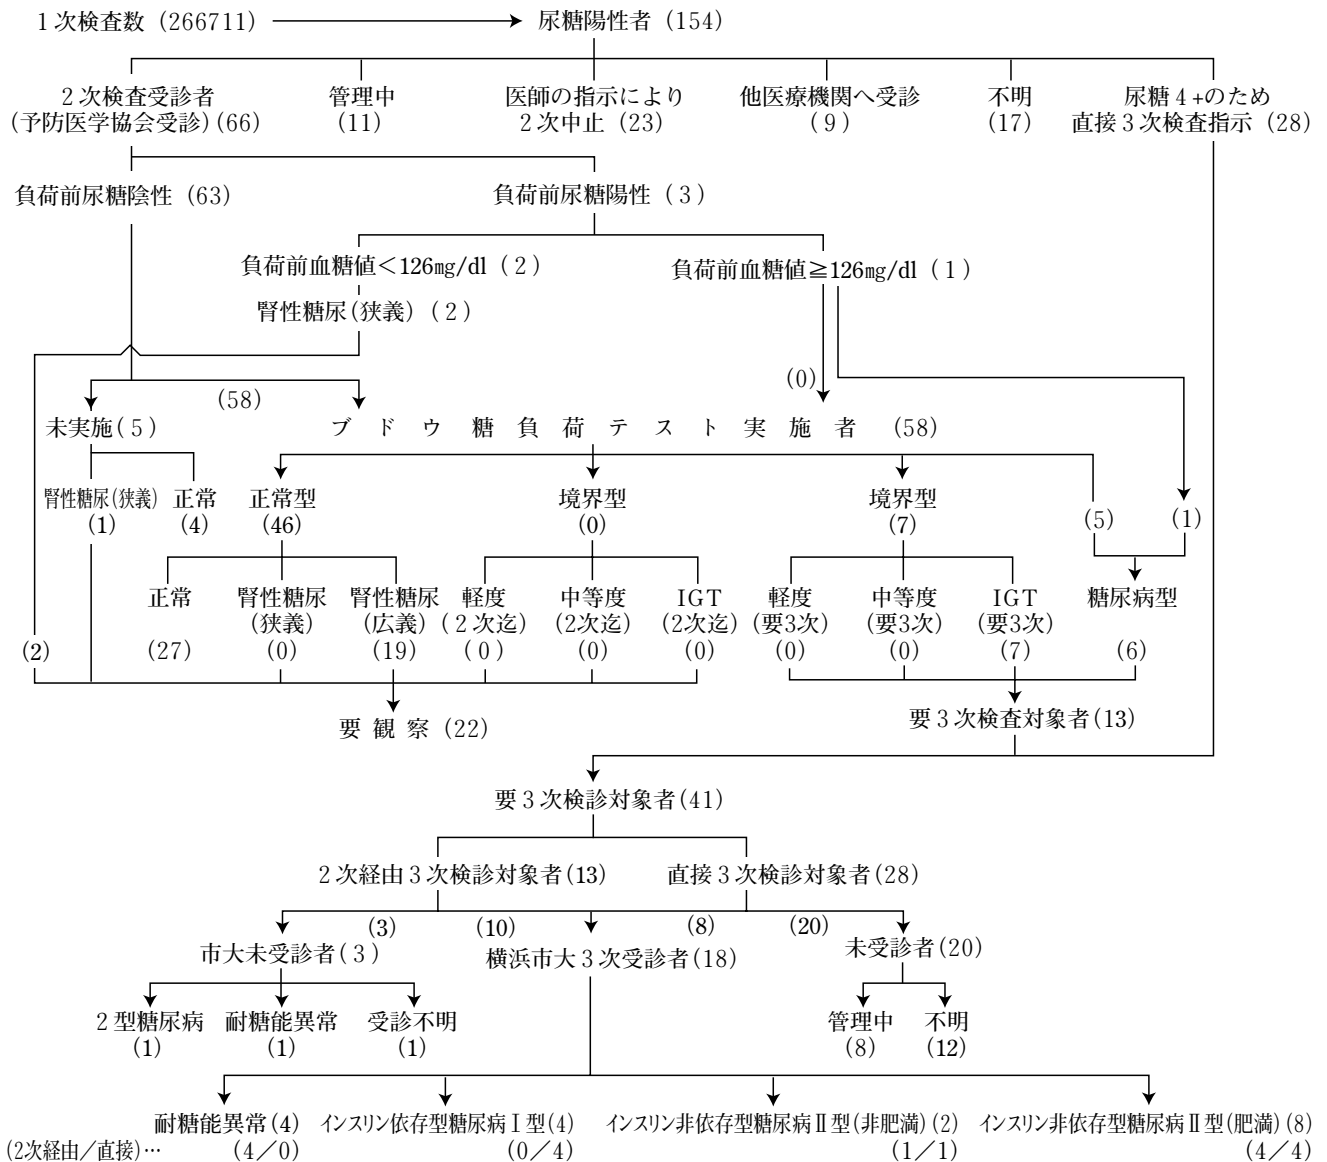 １次検査数（266711）
尿糖陽性者（154）
２次検査受診者
（予防医学協会受診）（66）
管理中
（11）
医師の指示により
２次中止（23）
他医療機関へ受診
（９）
不明
（17）
尿糖４+のため
直接３次検査指示（28）
負荷前尿糖陰性（63）
負荷前尿糖陽性（３）
負荷前血糖値＜126㎎/dl（２）
負荷前血糖値≧126㎎/dl（１）
腎性糖尿（狭義）（２）
（0）
（58）
未実施（５）
ブドウ糖負荷テスト実施者（58）
腎性糖尿（狭義）
（1）
正常
（4）
正常型
（46）
境界型
（0）
境界型
（7）
（5）
（1）
正常
（27）
腎性糖尿
（狭義）
（0）
腎性糖尿
（広義）
（19）
軽度
（２次迄）
（０）
中等度
（2次迄）
（0）
IGT
（2次迄）
（0）
軽度
（要3次）
（0）
中等度
（要3次）
（0）
IGT
（要3次）
（7）
糖尿病型
（6）
（2）
要観察（22）
要３次検査対象者（13）
要３次検診対象者（41）
２次経由３次検診対象者（13）
直接３次検診対象者（28）
（3）
（10）
（8）
（20）
市大未受診者（３）
横浜市大３次受診者（18）
未受診者（20）
２型糖尿病
（1）
耐糖能異常
（1）
受診不明
（1）
管理中
（8）
不明
（12）
耐糖能異常（4）
インスリン依存型糖尿病Ⅰ型（4）
インスリン非依存型糖尿病Ⅱ型（非肥満）（2）
インスリン非依存型糖尿病Ⅱ型（肥満）（8）
（2次経由／直接）…
（4／0）
（0／4）
（1／1）
（4／4）